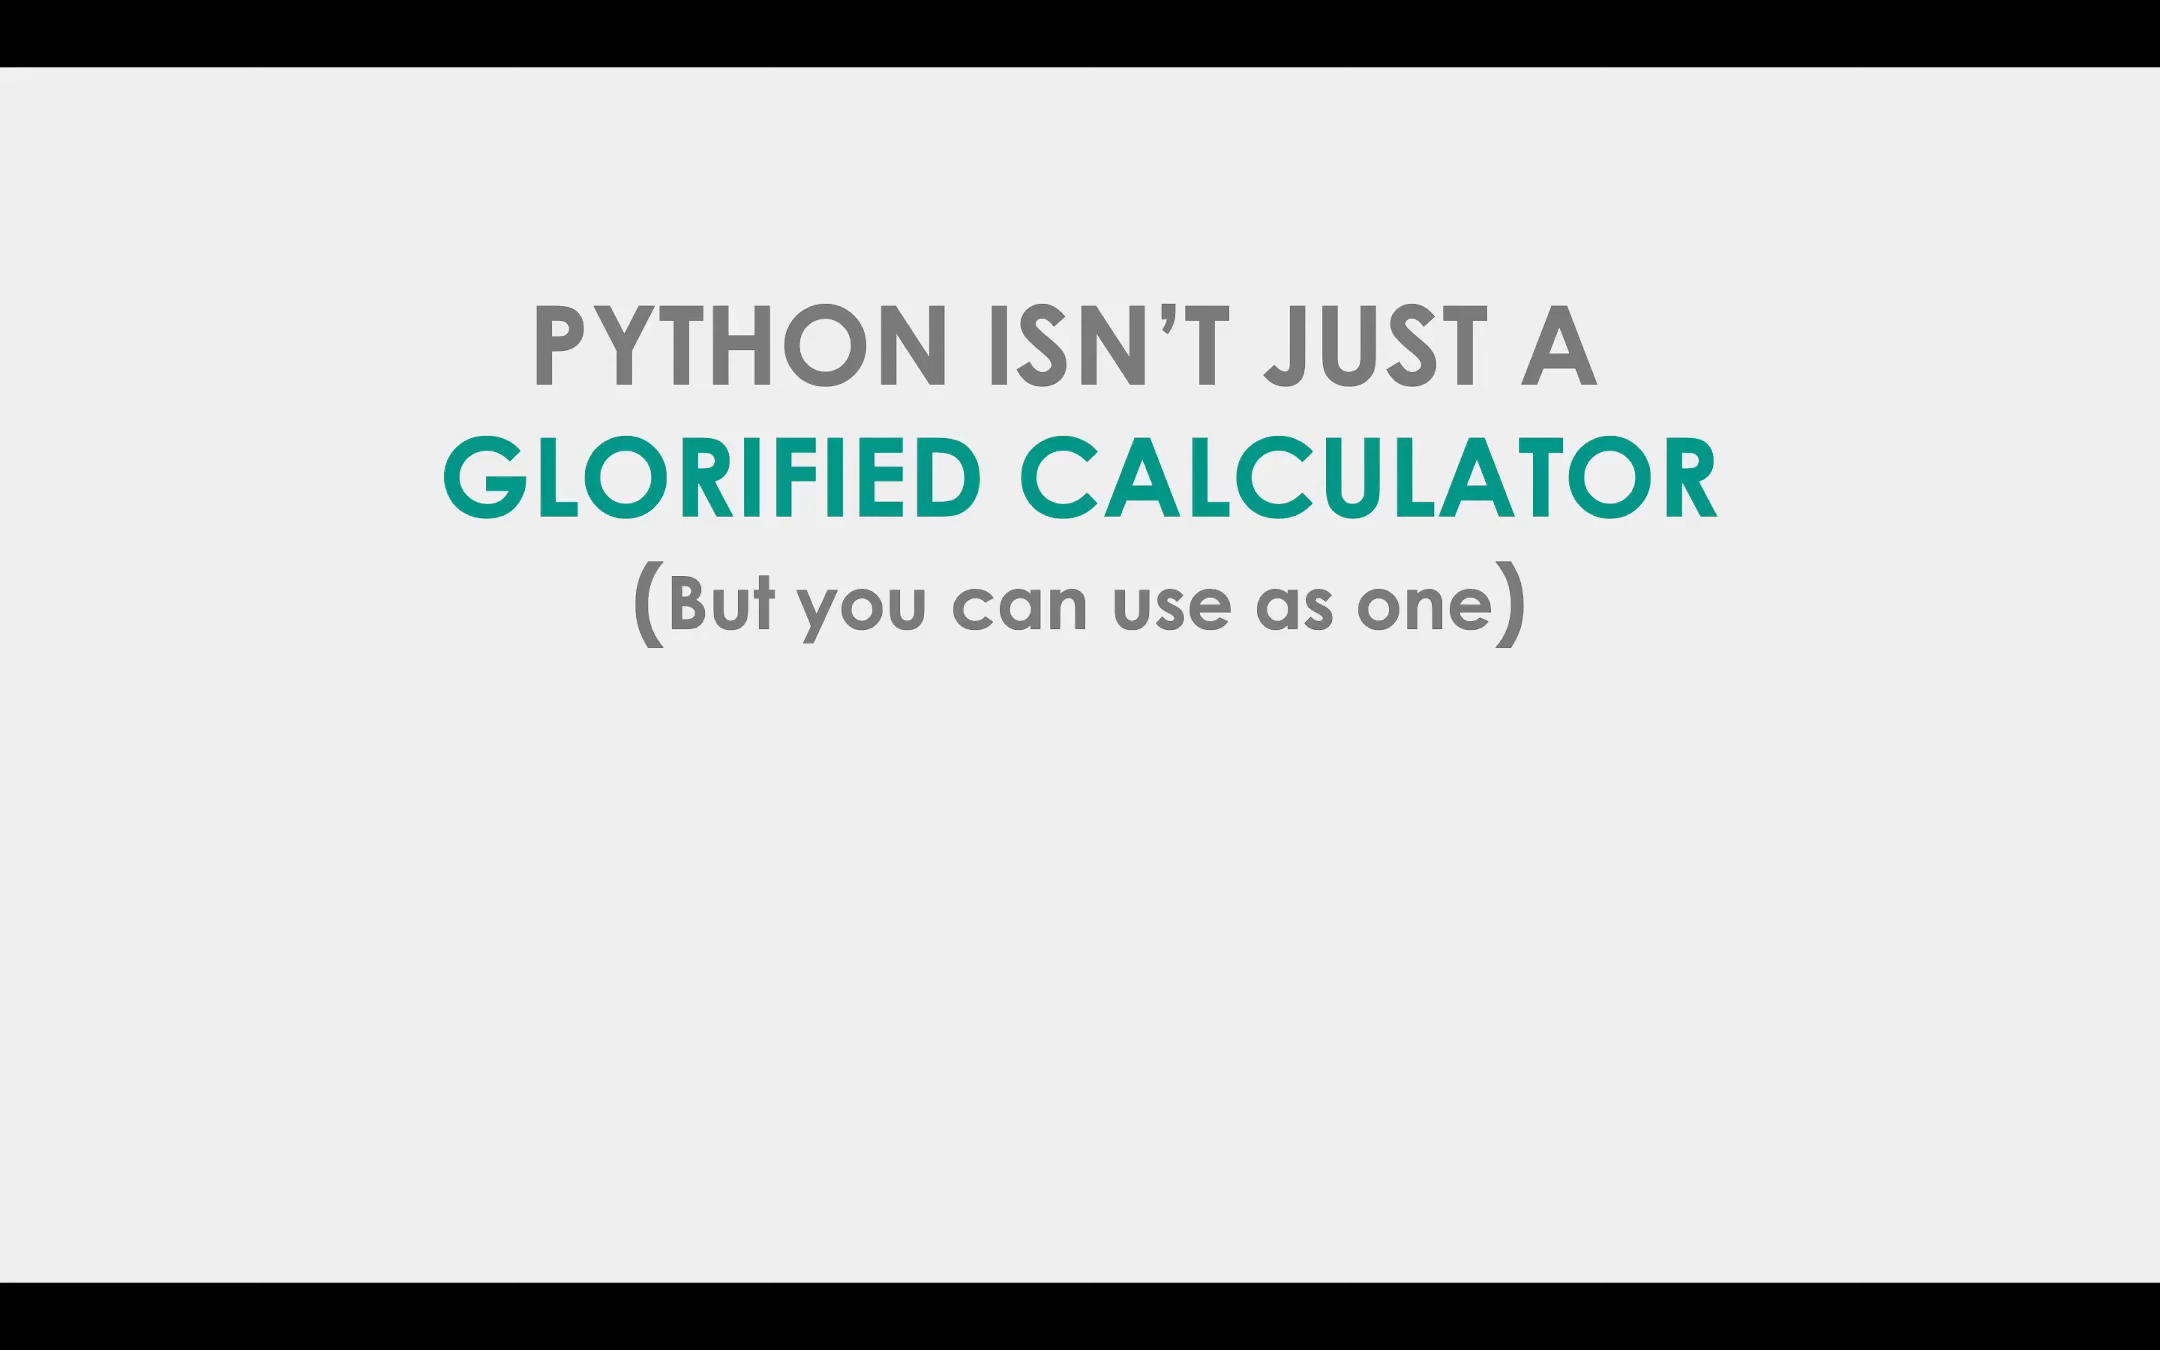 PYTHON ISN’T JUST A
GLORIFIED CALCULATOR
(But you can use as one)